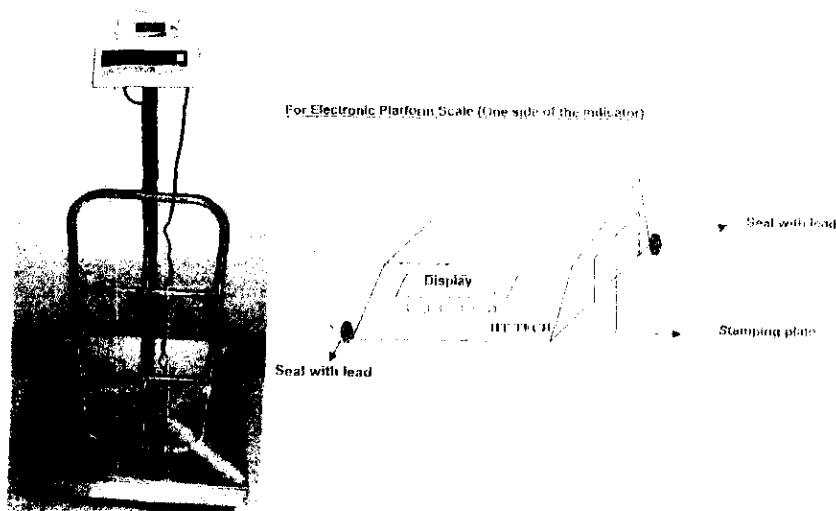 For Electronic Platform Scale (One side of the indicator)
Seal with lead
Display
Stamping plate
Seal with lead